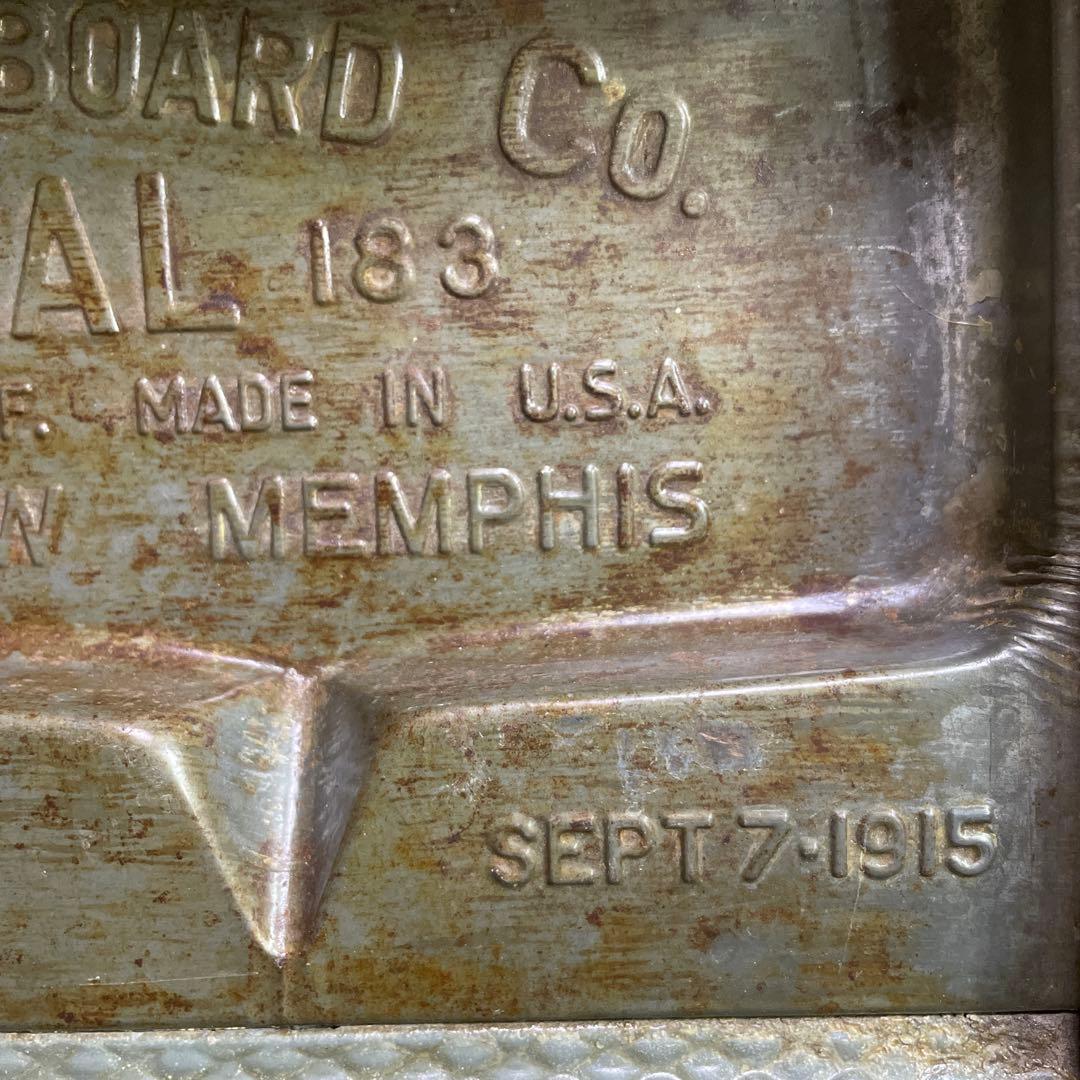 BOARD CO.
AL 183
F. MADE IN U.S.A.
W MEMPHIS
SEPT 7·1915